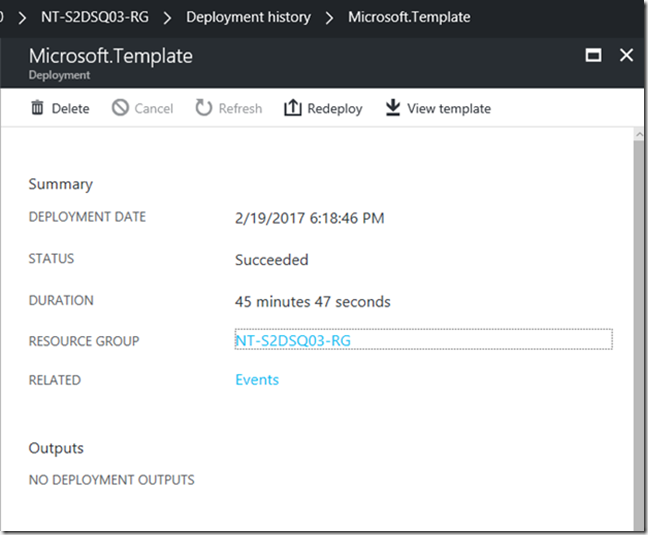 NT-S2DSQ03-RG > Deployment history > Microsoft.Template
Microsoft.Template
Deployment
Delete Cancel Refresh Redeploy View template
Summary
DEPLOYMENT DATE 2/19/2017 6:18:46 PM
STATUS Succeeded
DURATION 45 minutes 47 seconds
RESOURCE GROUP NT-S2DSQ03-RG
RELATED Events
Outputs
NO DEPLOYMENT OUTPUTS